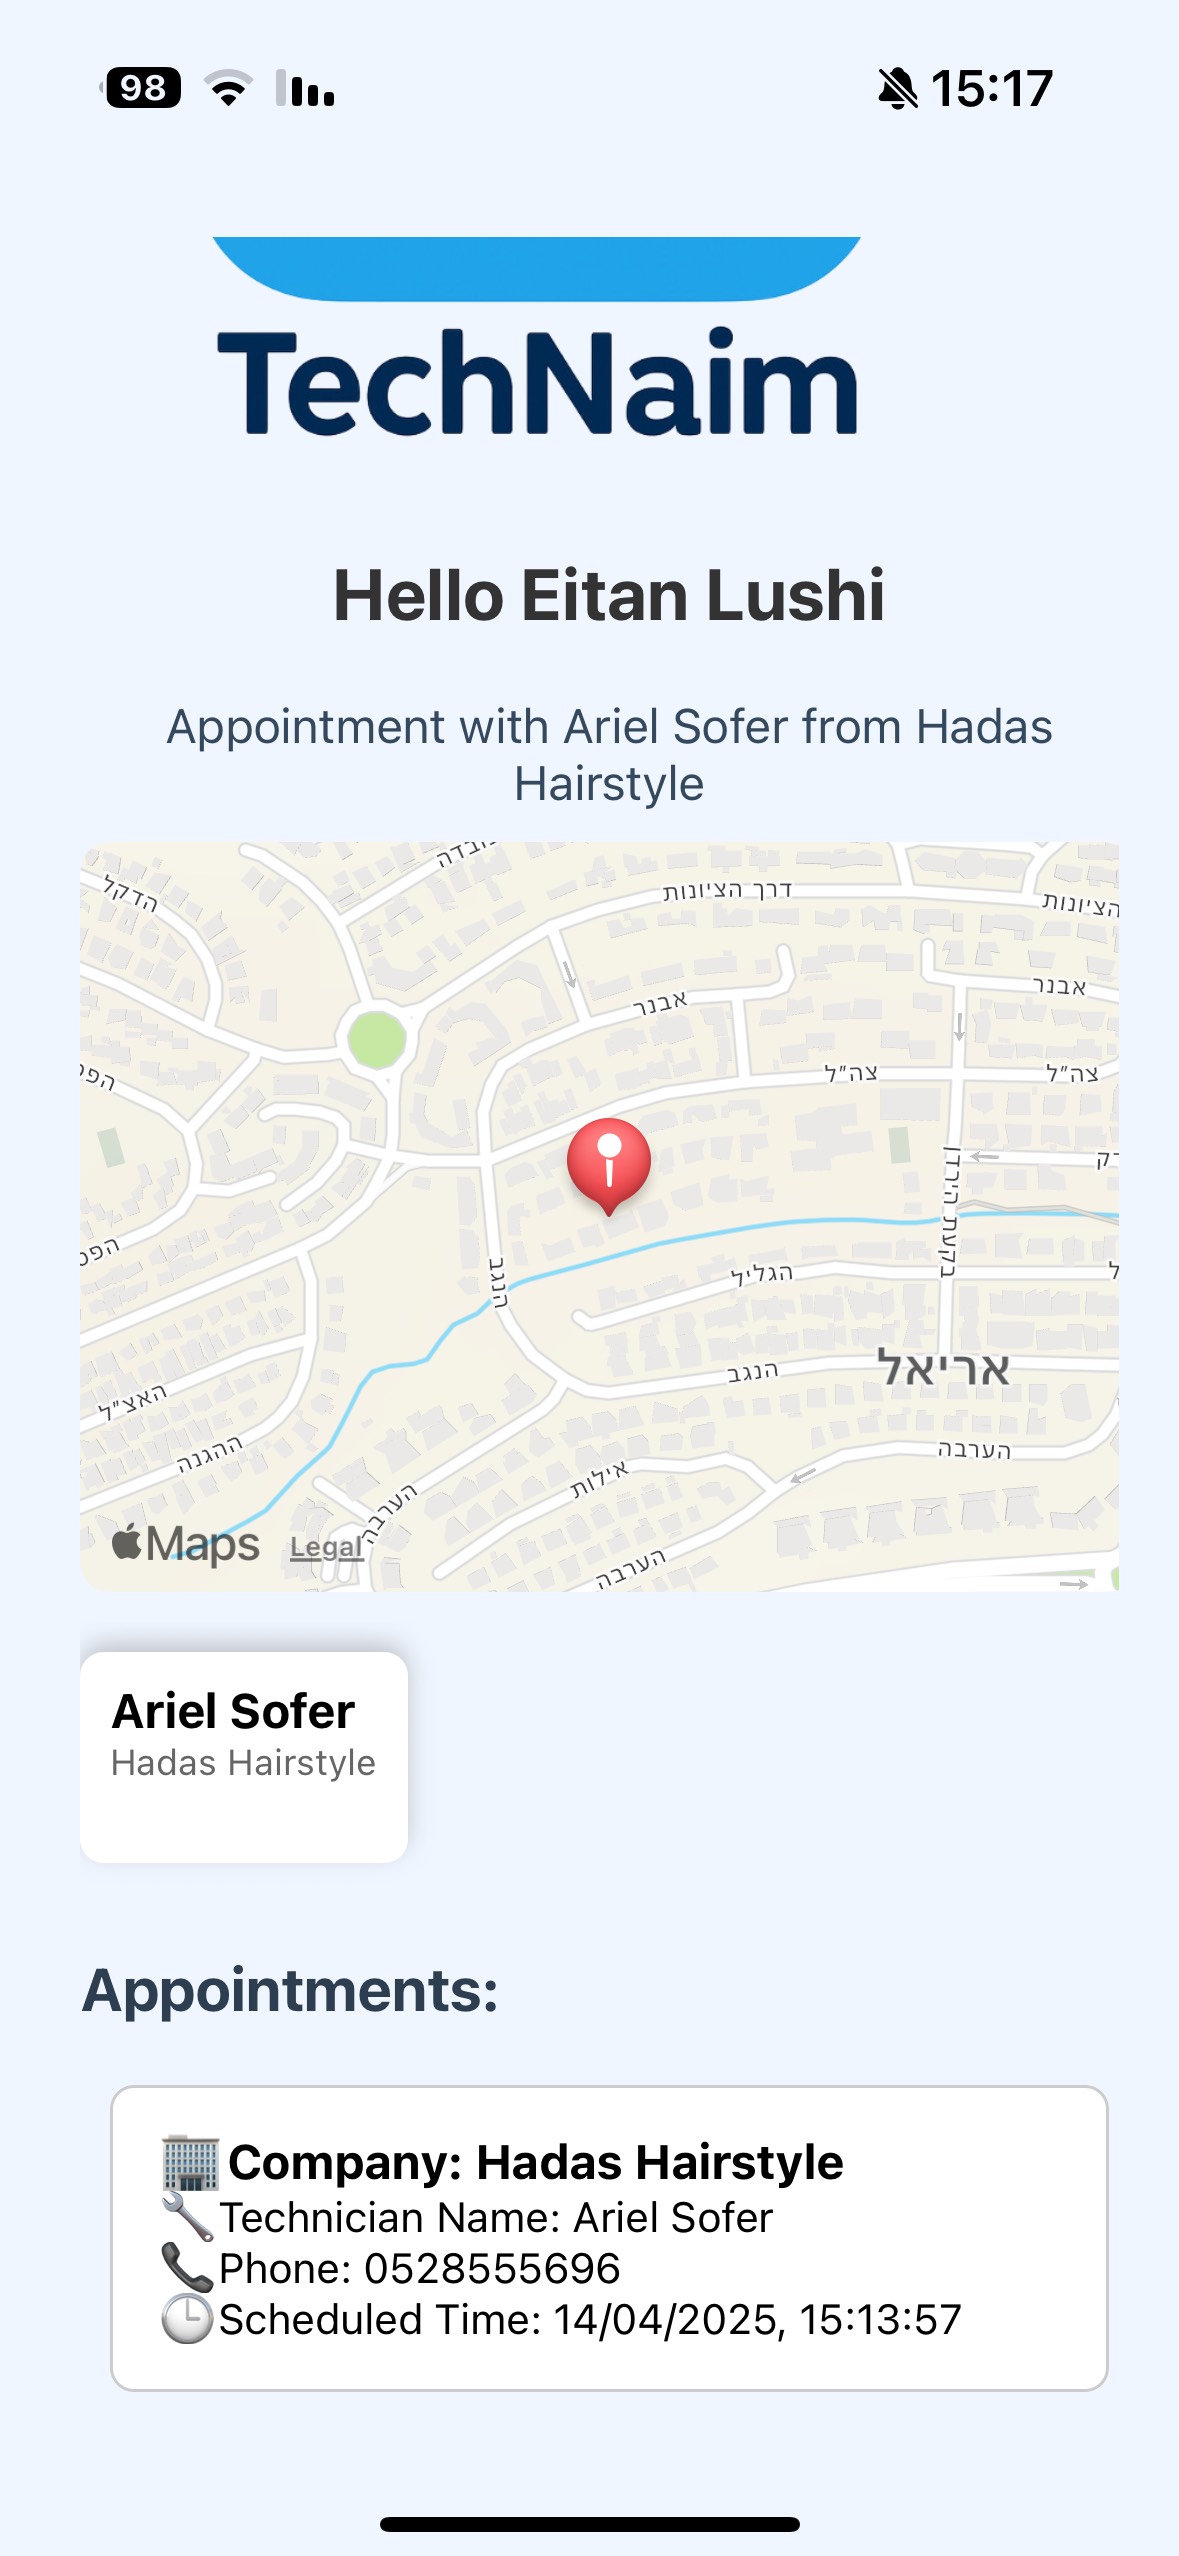 98
15:17
TechNaim
Hello Eitan Lushi
Appointment with Ariel Sofer from Hadas
Hairstyle
הדקל
דרך הציונות
הציונות
אבנר
אבנר
צה"ל
צה"ל
בקעת הירדן
הנגב
הגליל
הנגב
אריאל
האצ"ל
ההגנה
הערבה
אילות
הערבה
הערבה
Maps
Legal
Ariel Sofer
Hadas Hairstyle
Appointments:
Company: Hadas Hairstyle
Technician Name: Ariel Sofer
Phone: 0528555696
Scheduled Time: 14/04/2025, 15:13:57